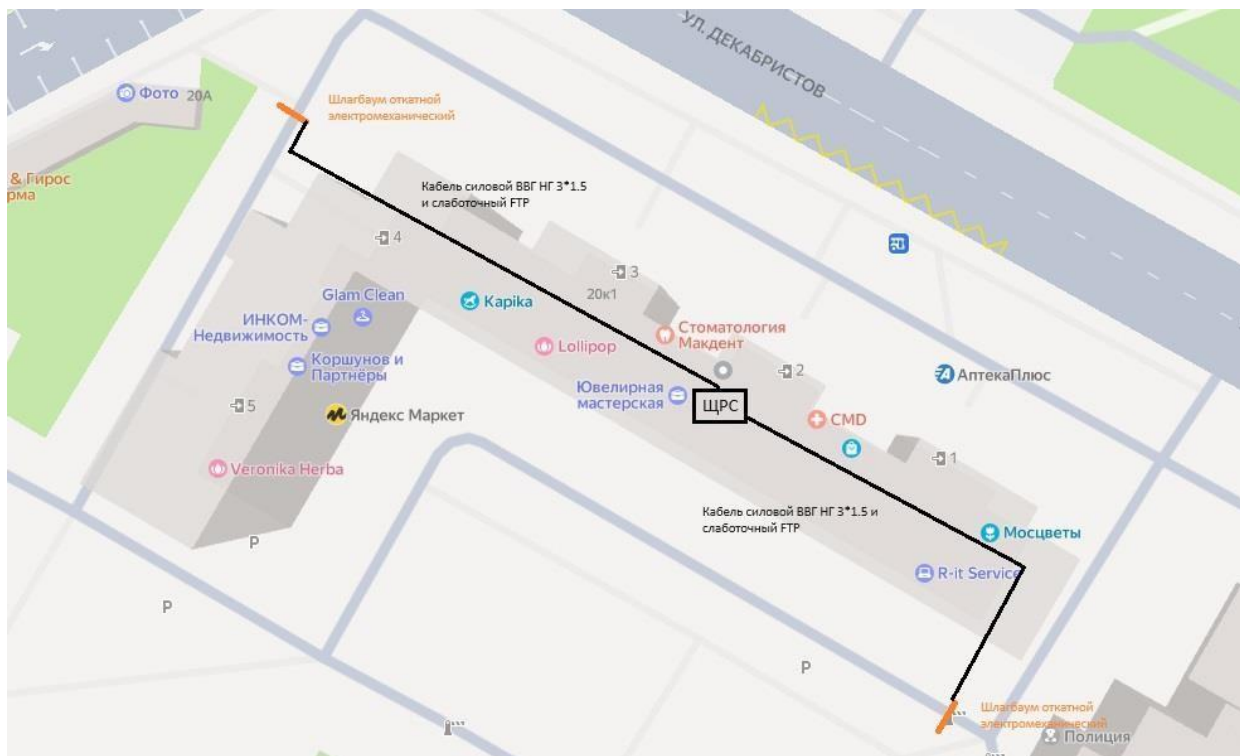 УЛ. ДЕКАБРИСТОВ
Фото 20А
Шлагбаум откатной
электромеханический
& Гирос
рма
Кабель силовой ВВГ НГ 3*1.5
и слаботочный FTP
4
3
20к1
Glam Clean
Kapika
ИНКОМ-
Недвижимость
Стоматология
Макдент
Lollipop
Коршунов и
Партнёры
2
АптекаПлюс
Ювелирная
мастерская
ЩРС
5
Яндекс Маркет
CMD
1
Veronika Herba
Кабель силовой ВВГ НГ 3*1.5 и
слаботочный FTP
Мосцветы
P
R-it Service
P
P
Шлагбаум откатной
электромеханический
Полиция